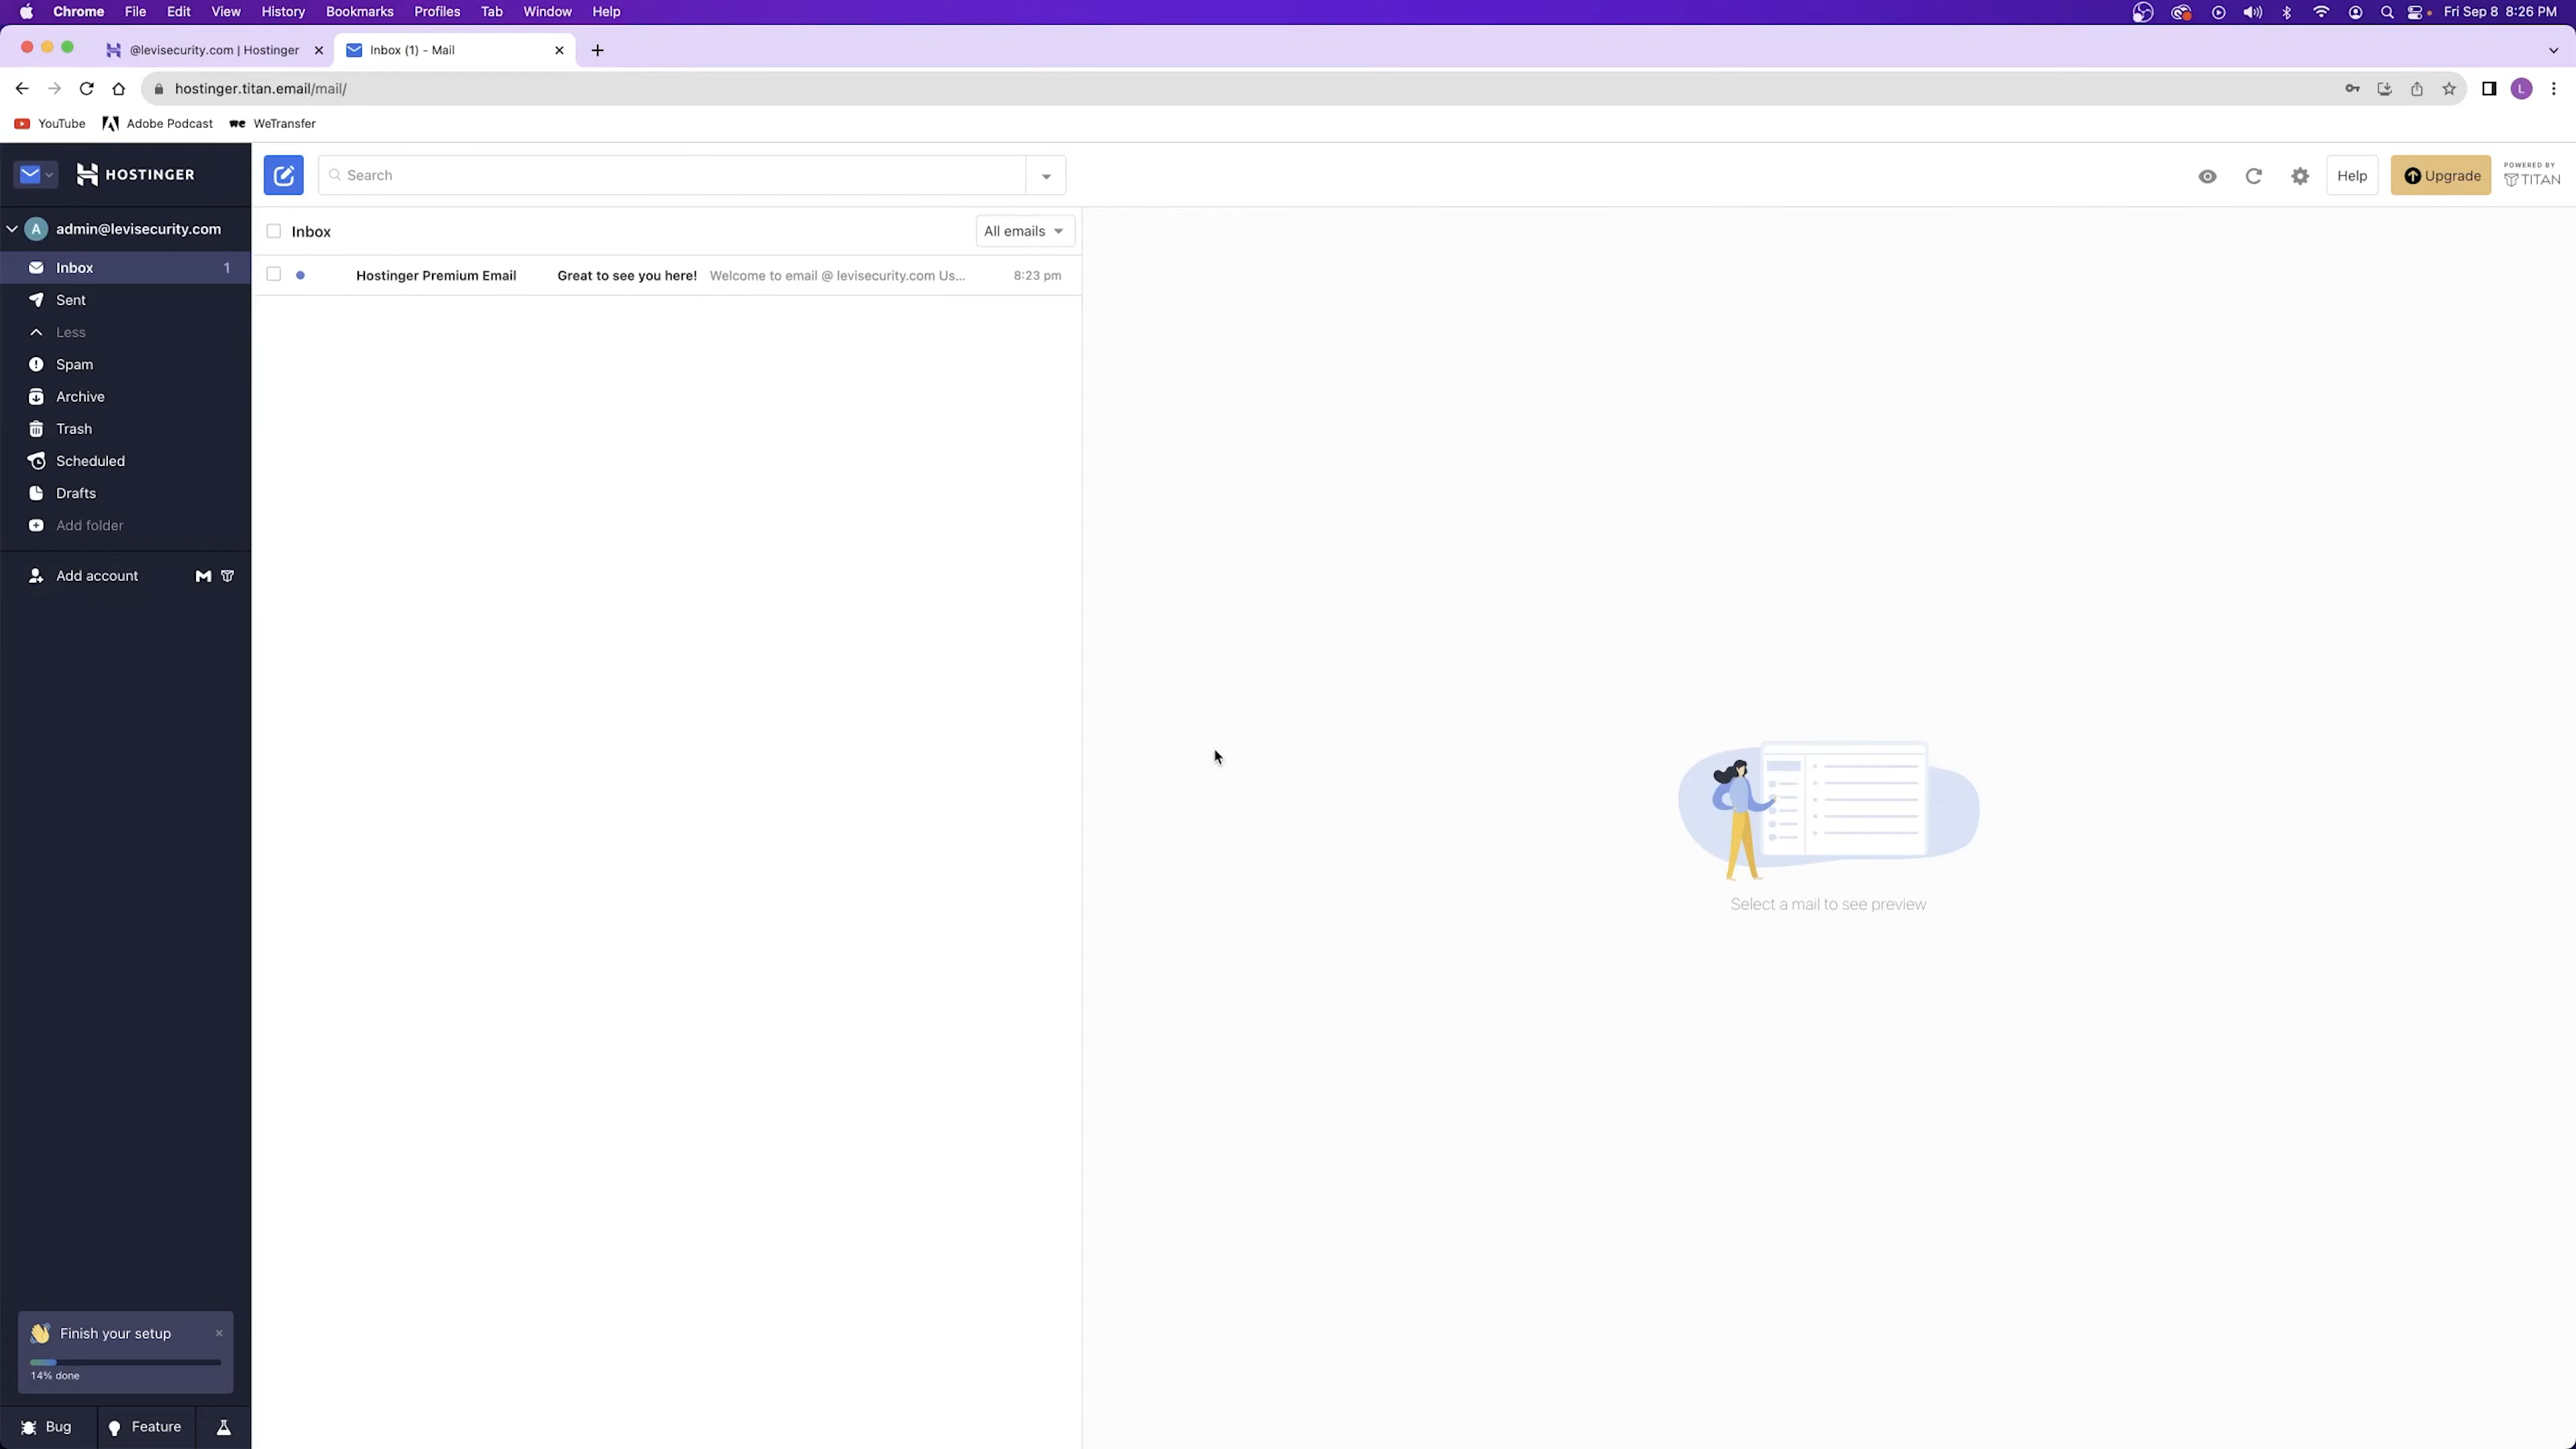 Chrome File Edit View History Bookmarks Profiles Tab Window Help Fri Sep 8 8:26 PM
@levisecurity.com | Hostinger Inbox (1) - Mail
hostinger.titan.email/mail/ L
YouTube Adobe Podcast WeTransfer
HOSTINGER Search Help Upgrade POWERED BY
TITAN
A admin@levisecurity.com Inbox All emails
Inbox 1 Hostinger Premium Email Great to see you here! Welcome to email @ levisecurity.com Us... 8:23 pm
Sent
Less
Spam
Archive
Trash
Scheduled
Drafts
Add folder
Add account
Select a mail to see preview
Finish your setup
14% done
Bug Feature